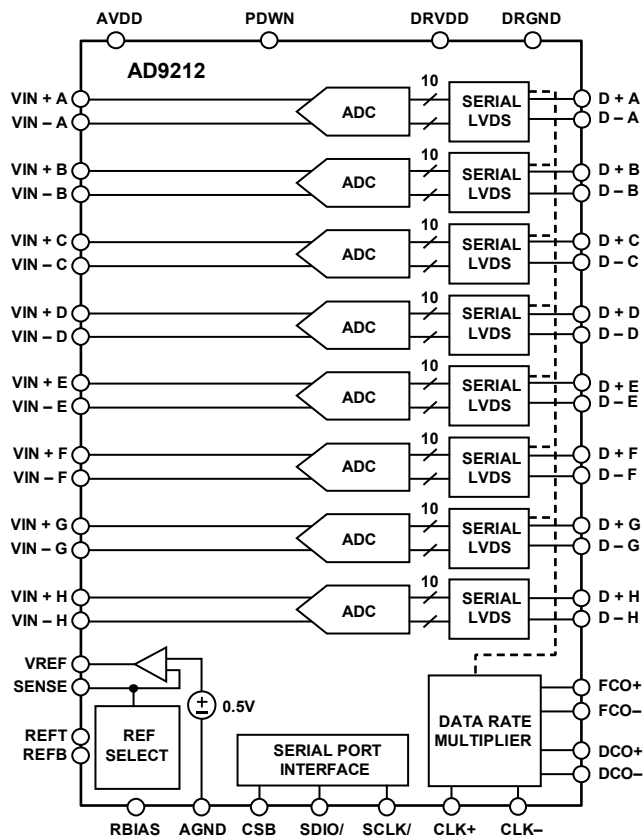 AVDD PDWN DRVDD DRGND
AD9212
VIN + A
VIN – A
ADC
10
SERIAL
LVDS
D + A
D – A
VIN + B
VIN – B
ADC
10
SERIAL
LVDS
D + B
D – B
VIN + C
VIN – C
ADC
10
SERIAL
LVDS
D + C
D – C
VIN + D
VIN – D
ADC
10
SERIAL
LVDS
D + D
D – D
VIN + E
VIN – E
ADC
10
SERIAL
LVDS
D + E
D – E
VIN + F
VIN – F
ADC
10
SERIAL
LVDS
D + F
D – F
VIN + G
VIN – G
ADC
10
SERIAL
LVDS
D + G
D – G
VIN + H
VIN – H
ADC
10
SERIAL
LVDS
D + H
D – H
VREF
SENSE
0.5V
REFT
REFB
REF
SELECT
SERIAL PORT
INTERFACE
DATA RATE
MULTIPLIER
FCO+
FCO–
DCO+
DCO–
RBIAS AGND CSB SDIO/ SCLK/ CLK+ CLK–